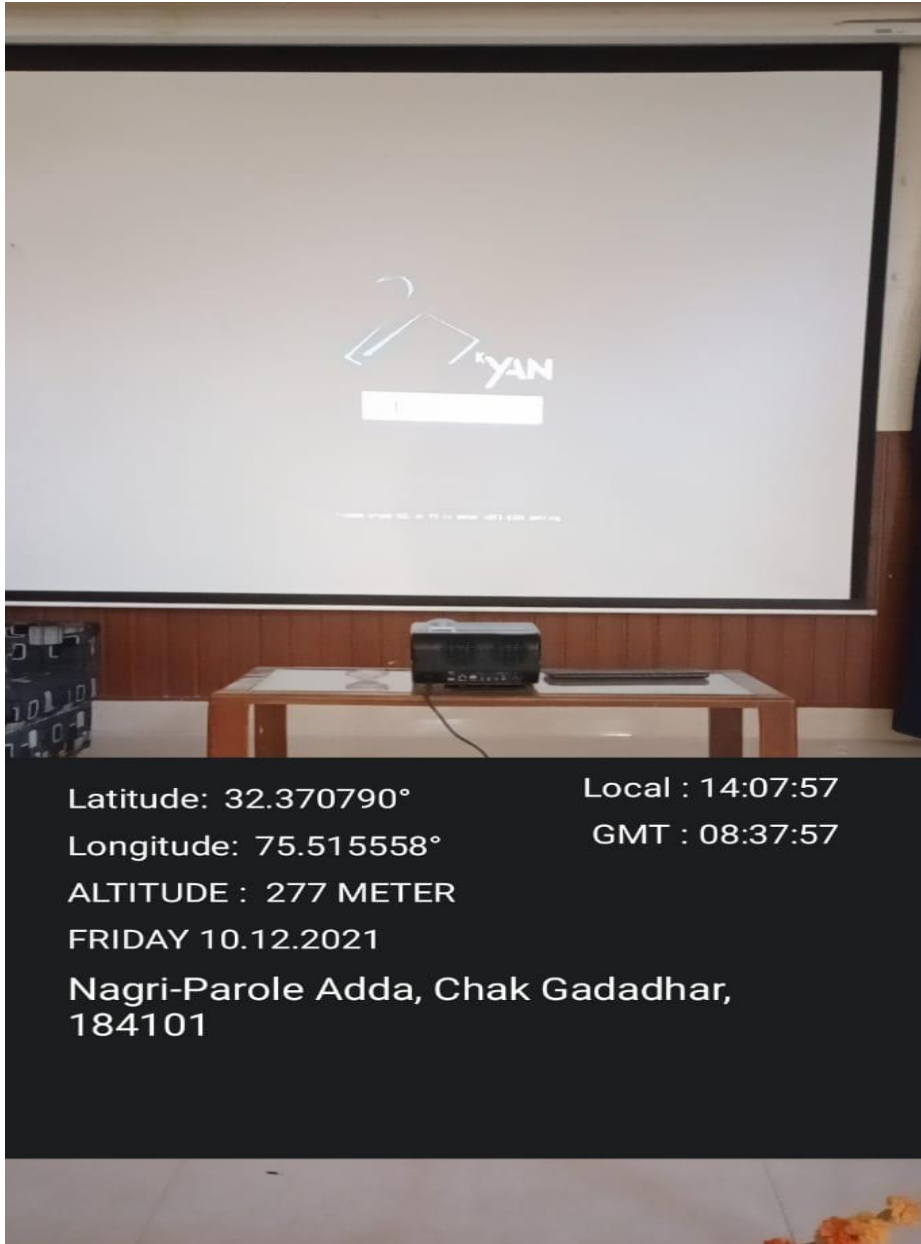 K-YAN
Latitude: 32.370790°
Local : 14:07:57
Longitude: 75.515558°
GMT : 08:37:57
ALTITUDE : 277 METER
FRIDAY 10.12.2021
Nagri-Parole Adda, Chak Gadadhar,
184101